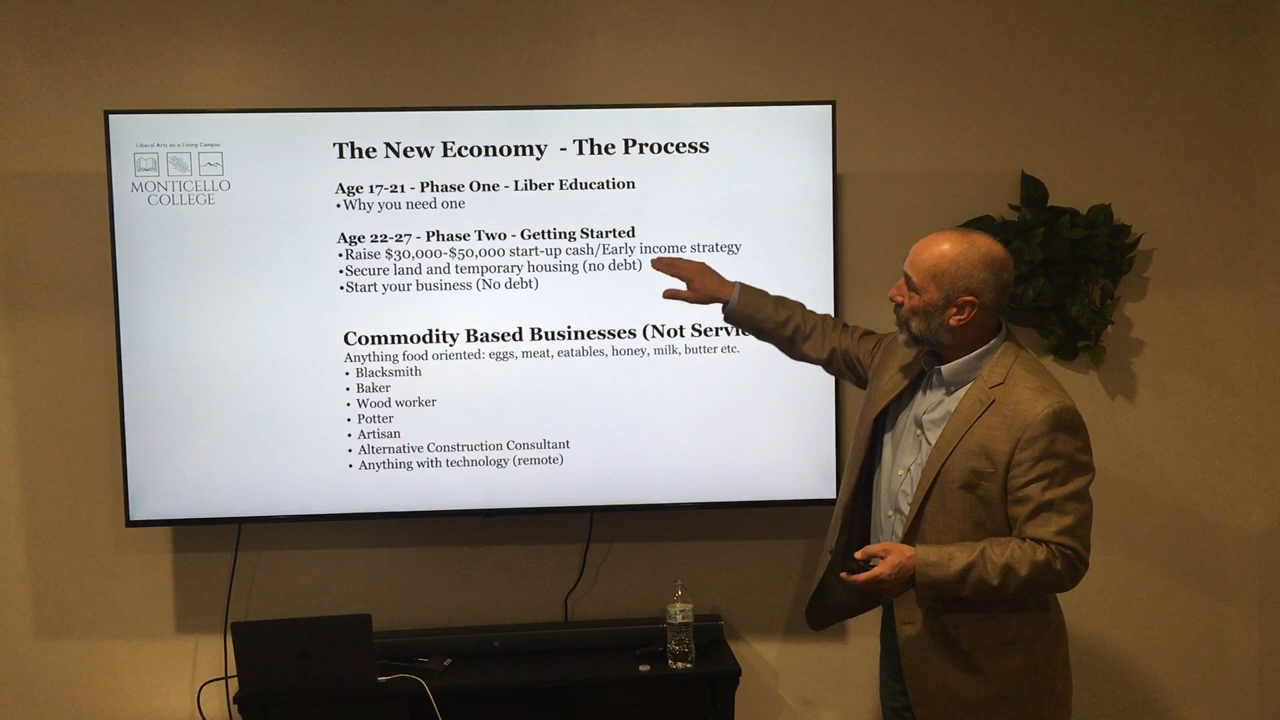 Liberal Arts on a Living Campus
MONTICELLO
COLLEGE
The New Economy - The Process
Age 17-21 - Phase One - Liber Education
•Why you need one
Age 22-27 - Phase Two - Getting Started
•Raise $30,000-$50,000 start-up cash/Early income strategy
•Secure land and temporary housing (no debt)
•Start your business (No debt)
Commodity Based Businesses (Not
Anything food oriented: eggs, meat, eatables, honey, milk, butter etc.
• Blacksmith
• Baker
• Wood worker
• Potter
• Artisan
• Alternative Construction Consultant
• Anything with technology (remote)